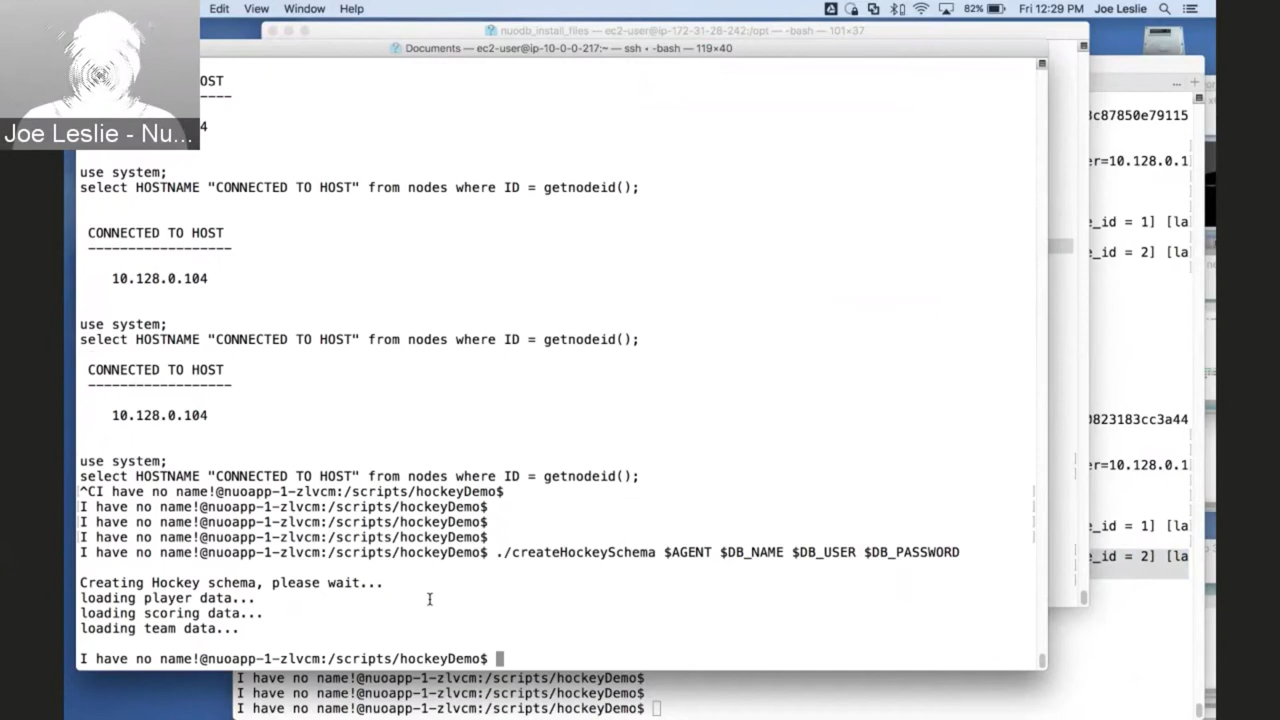 Edit View Window Help 82% Fri 12:29 PM Joe Leslie
nuodb_install_files — ec2-user@ip-172-31-28-242:/opt — -bash — 101×37
Documents — ec2-user@ip-10-0-0-217:~ — ssh • -bash — 119×40
Joe Leslie - Nu...
OST
-----
4
use system;
select HOSTNAME "CONNECTED TO HOST" from nodes where ID = getnodeid();
CONNECTED TO HOST
------------------
10.128.0.104
use system;
select HOSTNAME "CONNECTED TO HOST" from nodes where ID = getnodeid();
CONNECTED TO HOST
------------------
10.128.0.104
use system;
select HOSTNAME "CONNECTED TO HOST" from nodes where ID = getnodeid();
^CI have no name!@nuoapp-1-zlvcm:/scripts/hockeyDemo$
I have no name!@nuoapp-1-zlvcm:/scripts/hockeyDemo$
I have no name!@nuoapp-1-zlvcm:/scripts/hockeyDemo$
I have no name!@nuoapp-1-zlvcm:/scripts/hockeyDemo$
I have no name!@nuoapp-1-zlvcm:/scripts/hockeyDemo$ ./createHockeySchema $AGENT $DB_NAME $DB_USER $DB_PASSWORD
Creating Hockey schema, please wait...
loading player data...
loading scoring data...
loading team data...
I have no name!@nuoapp-1-zlvcm:/scripts/hockeyDemo$
I have no name!@nuoapp-1-zlvcm:/scripts/hockeyDemo$
I have no name!@nuoapp-1-zlvcm:/scripts/hockeyDemo$
I have no name!@nuoapp-1-zlvcm:/scripts/hockeyDemo$
c87850e79115
er=10.128.0.1
e_id = 1] [la
e_id = 2] [la
0823183cc3a44
er=10.128.0.1
e_id = 1] [la
e_id = 2] [la